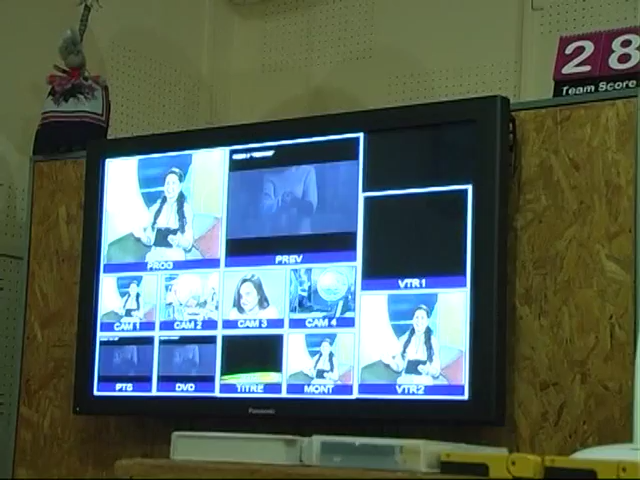 28
Team Score
PROG
PREV
VTR1
CAM 1
CAM 2
CAM 3
CAM 4
PTS
DVD
TITRE
MONT
VTR2
Panasonic